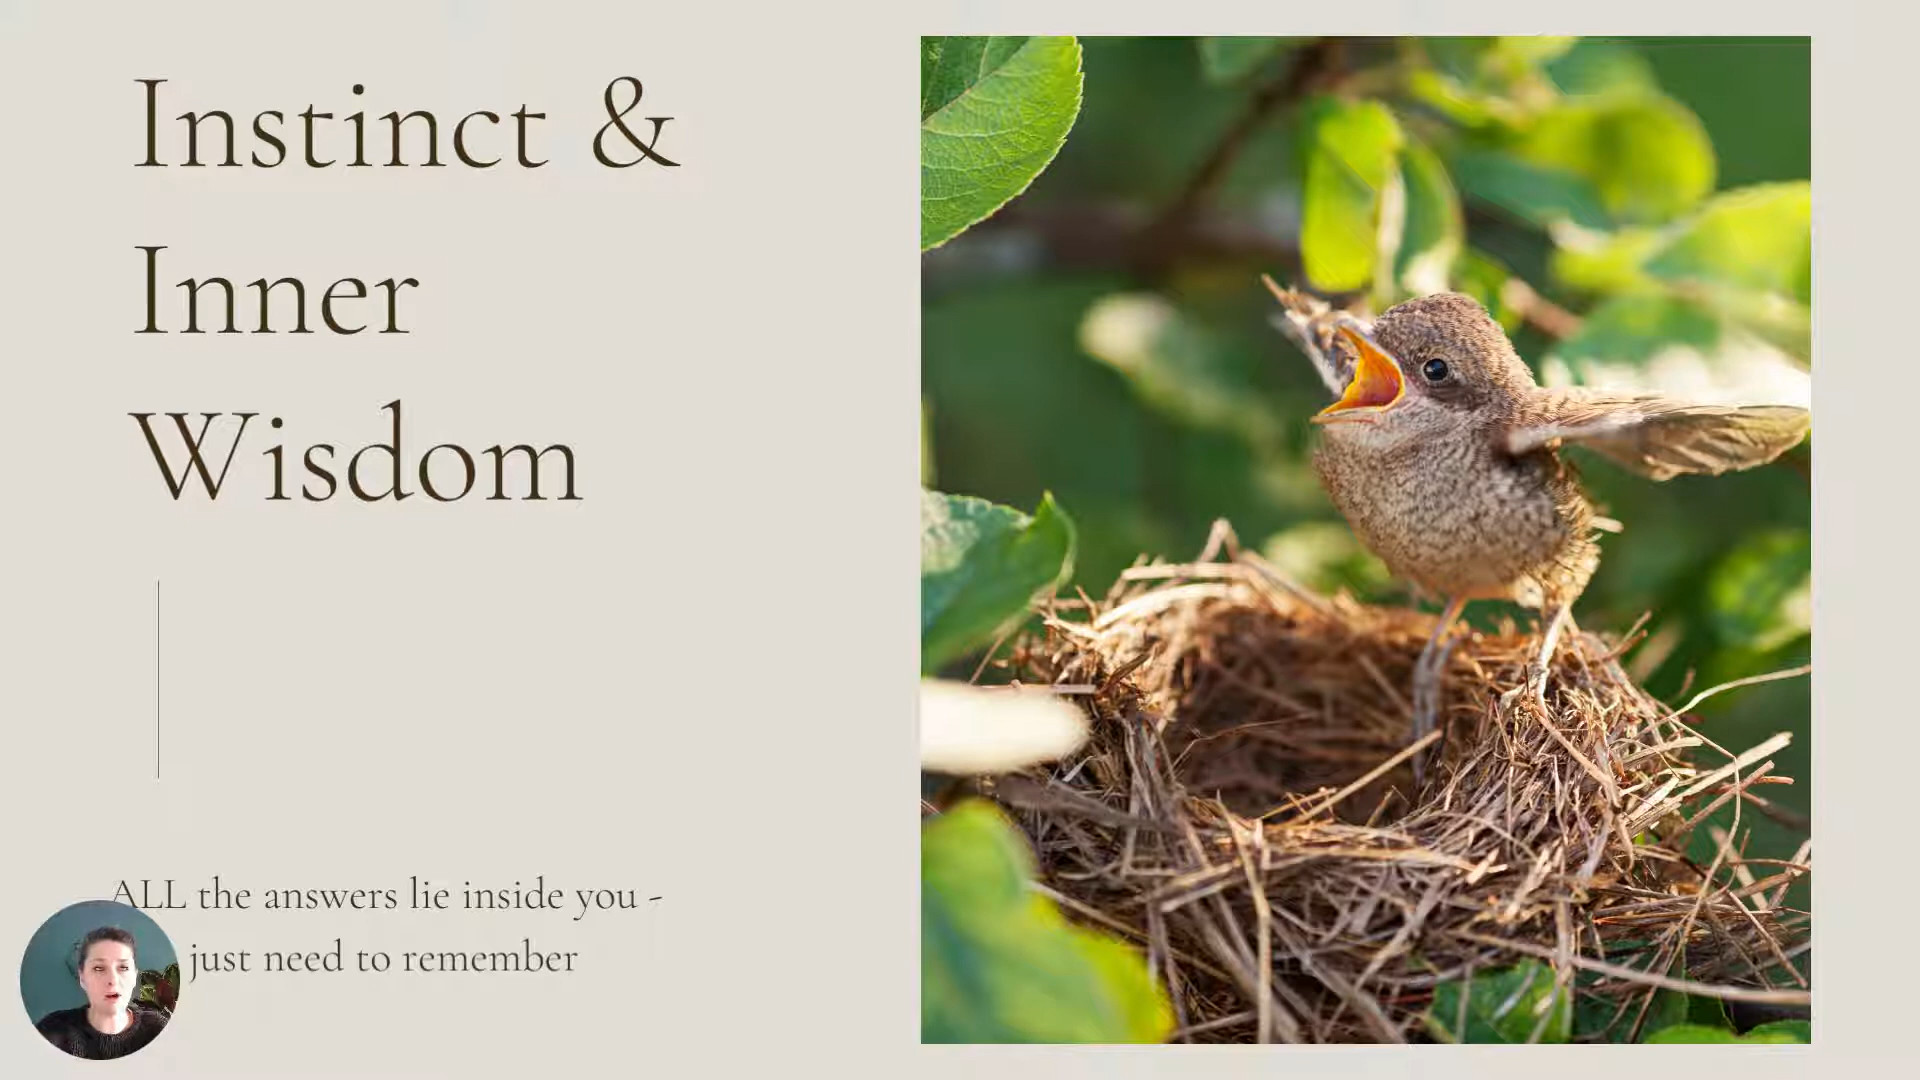 Instinct &
Inner
Wisdom
ALL the answers lie inside you -
just need to remember